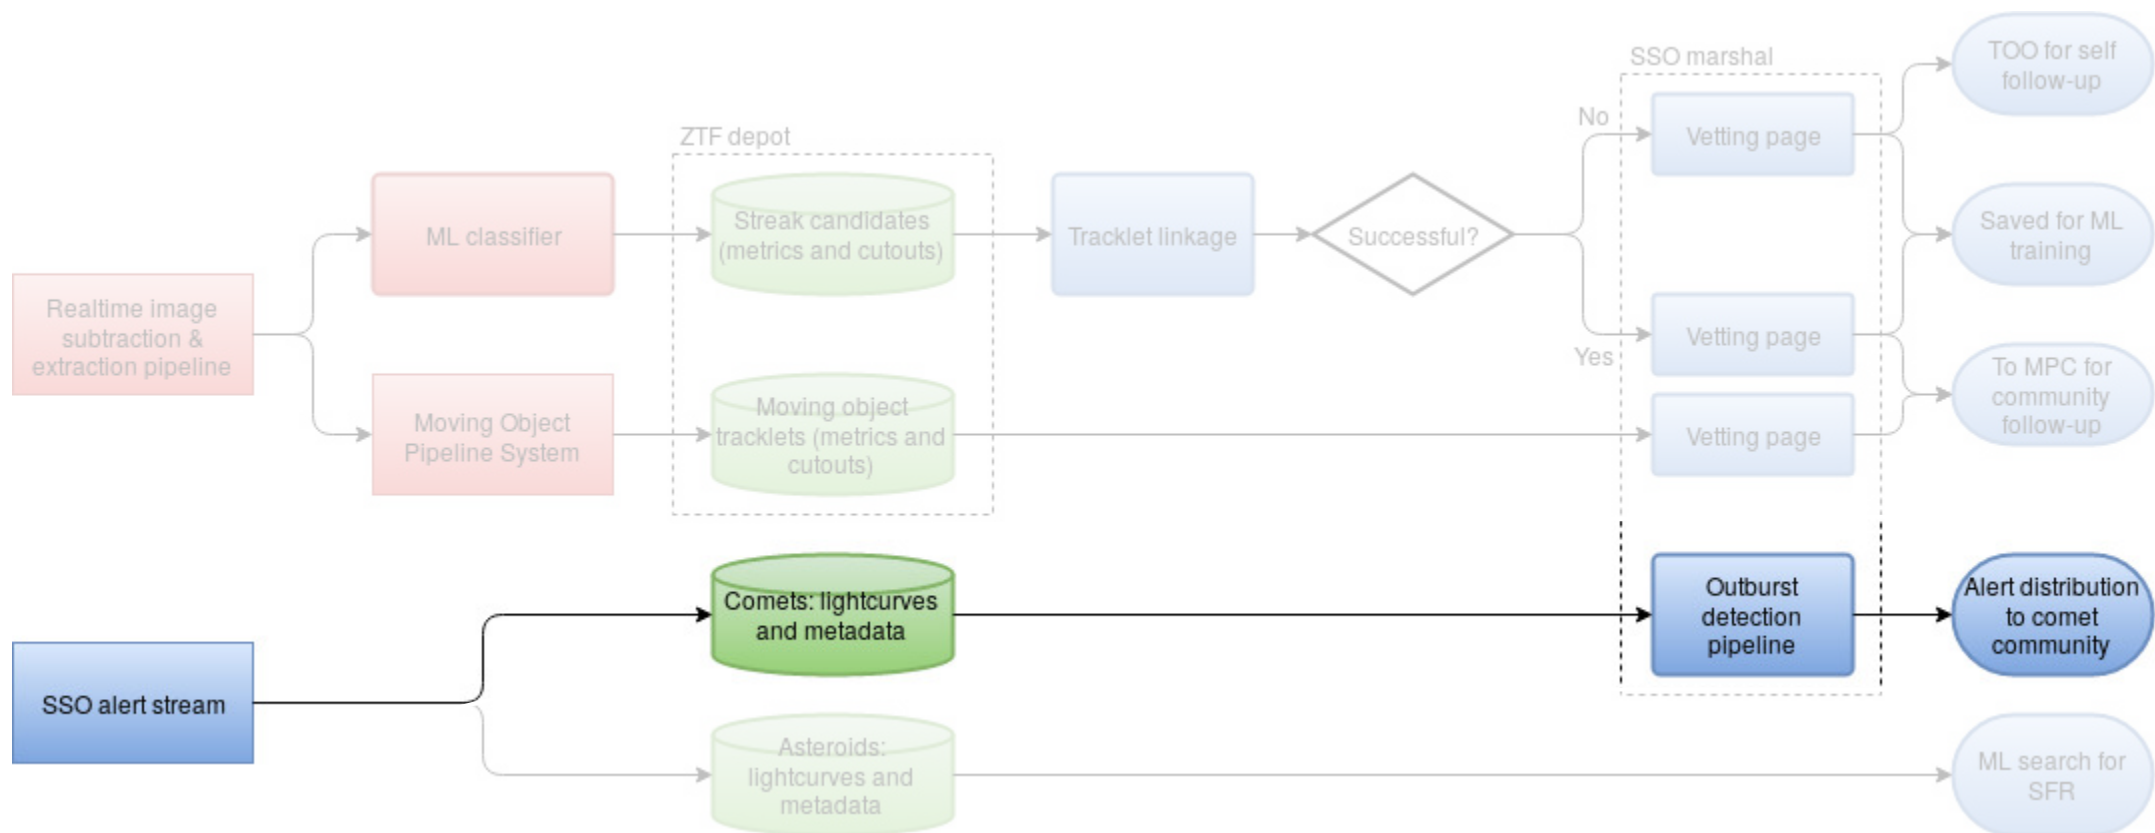 SSO marshal
TOO for self
follow-up
No
Vetting page
ZTF depot
ML classifier
Streak candidates
(metrics and cutouts)
Tracklet linkage
Successful?
Saved for ML
training
Realtime image
subtraction &
extraction pipeline
Vetting page
Yes
To MPC for
community
follow-up
Moving Object
Pipeline System
Moving object
tracklets (metrics and
cutouts)
Vetting page
Comets: lightcurves
and metadata
Outburst
detection
pipeline
Alert distribution
to comet
community
SSO alert stream
Asteroids:
lightcurves and
metadata
ML search for
SFR